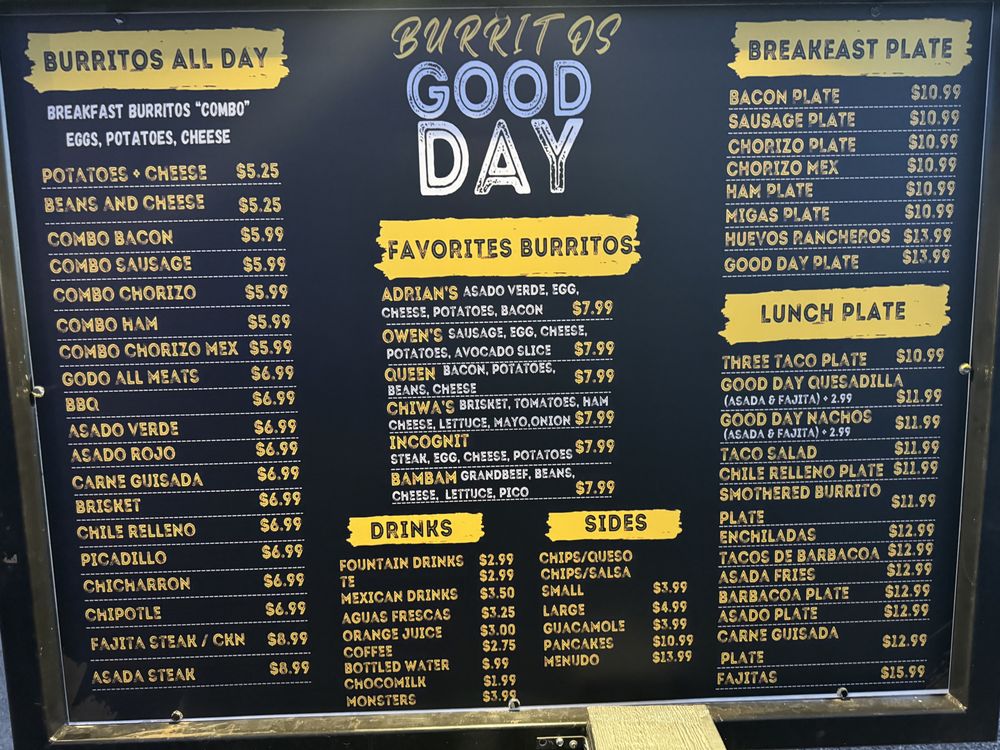 BURRITOS ALL DAY
BREAKFAST BURRITOS "COMBO"
EGGS, POTATOES, CHEESE
POTATOES + CHEESE $5.25
BEANS AND CHEESE $5.25
COMBO BACON $5.99
COMBO SAUSAGE $5.99
COMBO CHORIZO $5.99
COMBO HAM $5.99
COMBO CHORIZO MEX $5.99
GODO ALL MEATS $6.99
BBQ $6.99
ASADO VERDE $6.99
ASADO ROJO $6.99
CARNE GUISADA $6.99
BRISKET $6.99
CHILE RELLENO $6.99
PICADILLO $6.99
CHICHARRON $6.99
CHIPOTLE $6.99
FAJITA STEAK / CKN $8.99
ASADA STEAK $8.99
BURRITOS
GOOD
DAY
FAVORITES BURRITOS
ADRIAN'S ASADO VERDE, EGG,
CHEESE, POTATOES, BACON $7.99
OWEN'S SAUSAGE, EGG, CHEESE,
POTATOES, AVOCADO SLICE $7.99
QUEEN BACON, POTATOES,
BEANS, CHEESE $7.99
CHIWA'S BRISKET, TOMATOES, HAM
CHEESE, LETTUCE, MAYO,ONION $7.99
INCOGNIT
STEAK, EGG, CHEESE, POTATOES $7.99
BAMBAM GRANDBEEF, BEANS,
CHEESE, LETTUCE, PICO $7.99
DRINKS
FOUNTAIN DRINKS $2.99
TE $2.99
MEXICAN DRINKS $3.50
AGUAS FRESCAS $3.25
ORANGE JUICE $3.00
COFFEE $2.75
BOTTLED WATER $.99
CHOCOMILK $1.99
MONSTERS $3.99
SIDES
CHIPS/QUESO
CHIPS/SALSA
SMALL $3.99
LARGE $4.99
GUACAMOLE $3.99
PANCAKES $10.99
MENUDO $13.99
BREAKEAST PLATE
BACON PLATE $10.99
SAUSAGE PLATE $10.99
CHORIZO PLATE $10.99
CHORIZO MEX $10.99
HAM PLATE $10.99
MIGAS PLATE $10.99
HUEVOS RANCHEROS $13.99
GOOD DAY PLATE $13.99
LUNCH PLATE
THREE TACO PLATE $10.99
GOOD DAY QUESADILLA
(ASADA & FAJITA) + 2.99 $11.99
GOOD DAY NACHOS
(ASADA & FAJITA) + 2.99 $11.99
TACO SALAD $11.99
CHILE RELLENO PLATE $11.99
SMOTHERED BURRITO
PLATE $11.99
ENCHILADAS $12.99
TACOS DE BARBACOA $12.99
ASADA FRIES $12.99
BARBACOA PLATE $12.99
ASADO PLATE $12.99
CARNE GUISADA
PLATE $12.99
FAJITAS $15.99